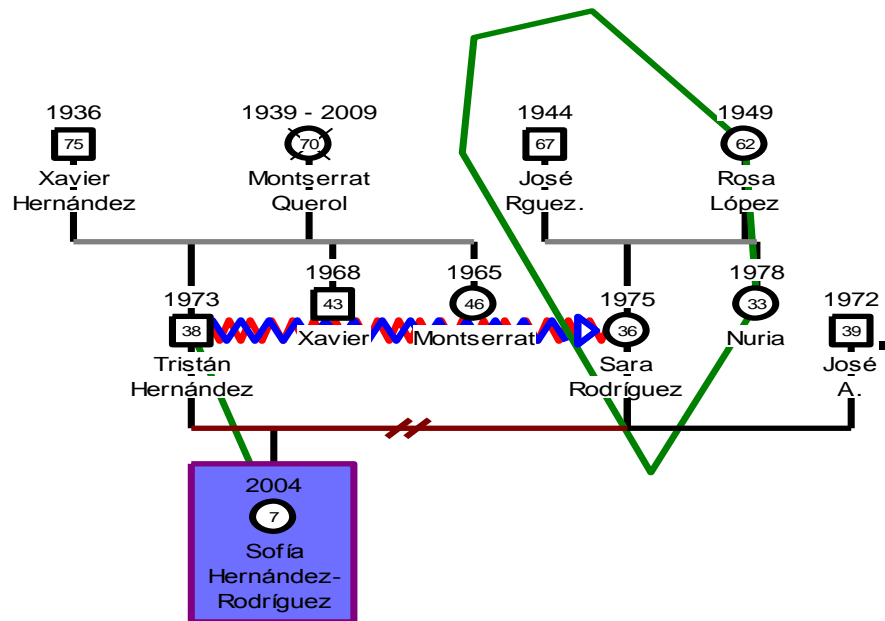 1936
1939 - 2009
1944
1949
75
70
67
62
Xavier
Hernández
Montserrat
Querol
José
Rguez.
Rosa
López
1973
1968
1965
1975
1978
1972
38
43
46
36
33
39
Xavier
Montserrat
Nuria
Tristán
Hernández
Sara
Rodríguez
José
A.
2004
7
Sofía
Hernández-
Rodríguez